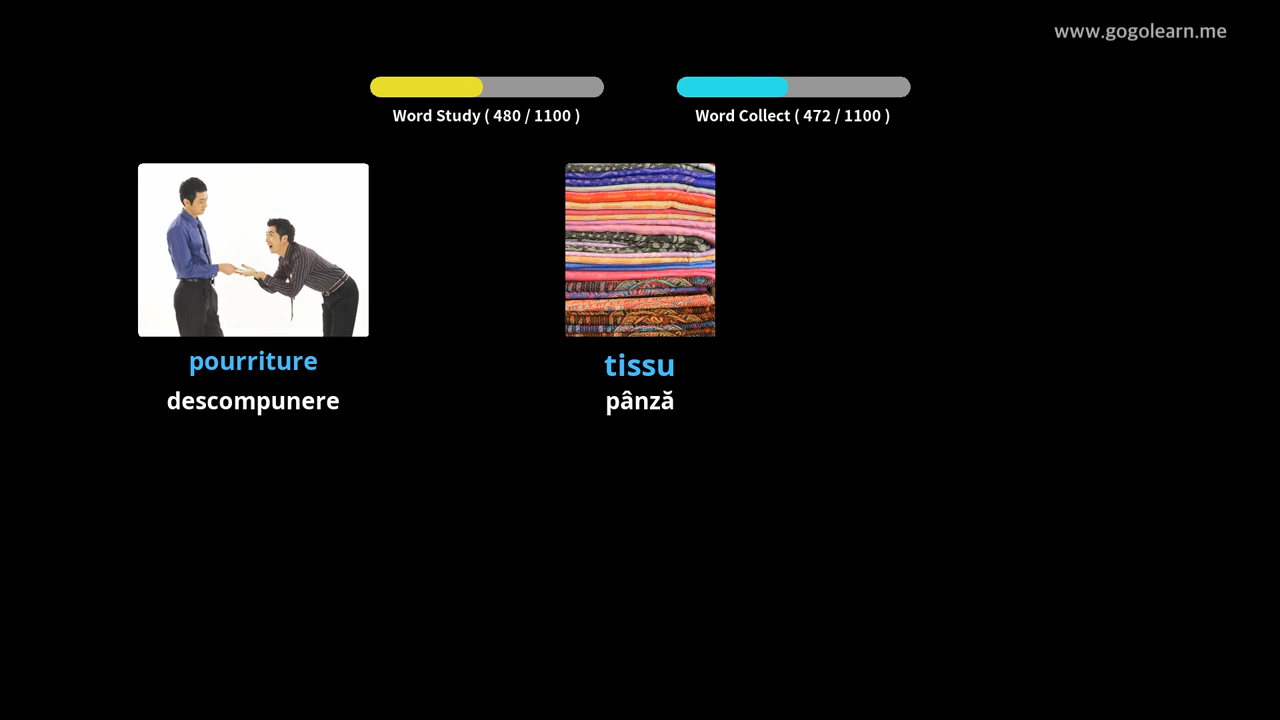 www.gogolearn.me
Word Study ( 480 / 1100 )
Word Collect ( 472 / 1100 )
pourriture
descompunere
tissu
pânză